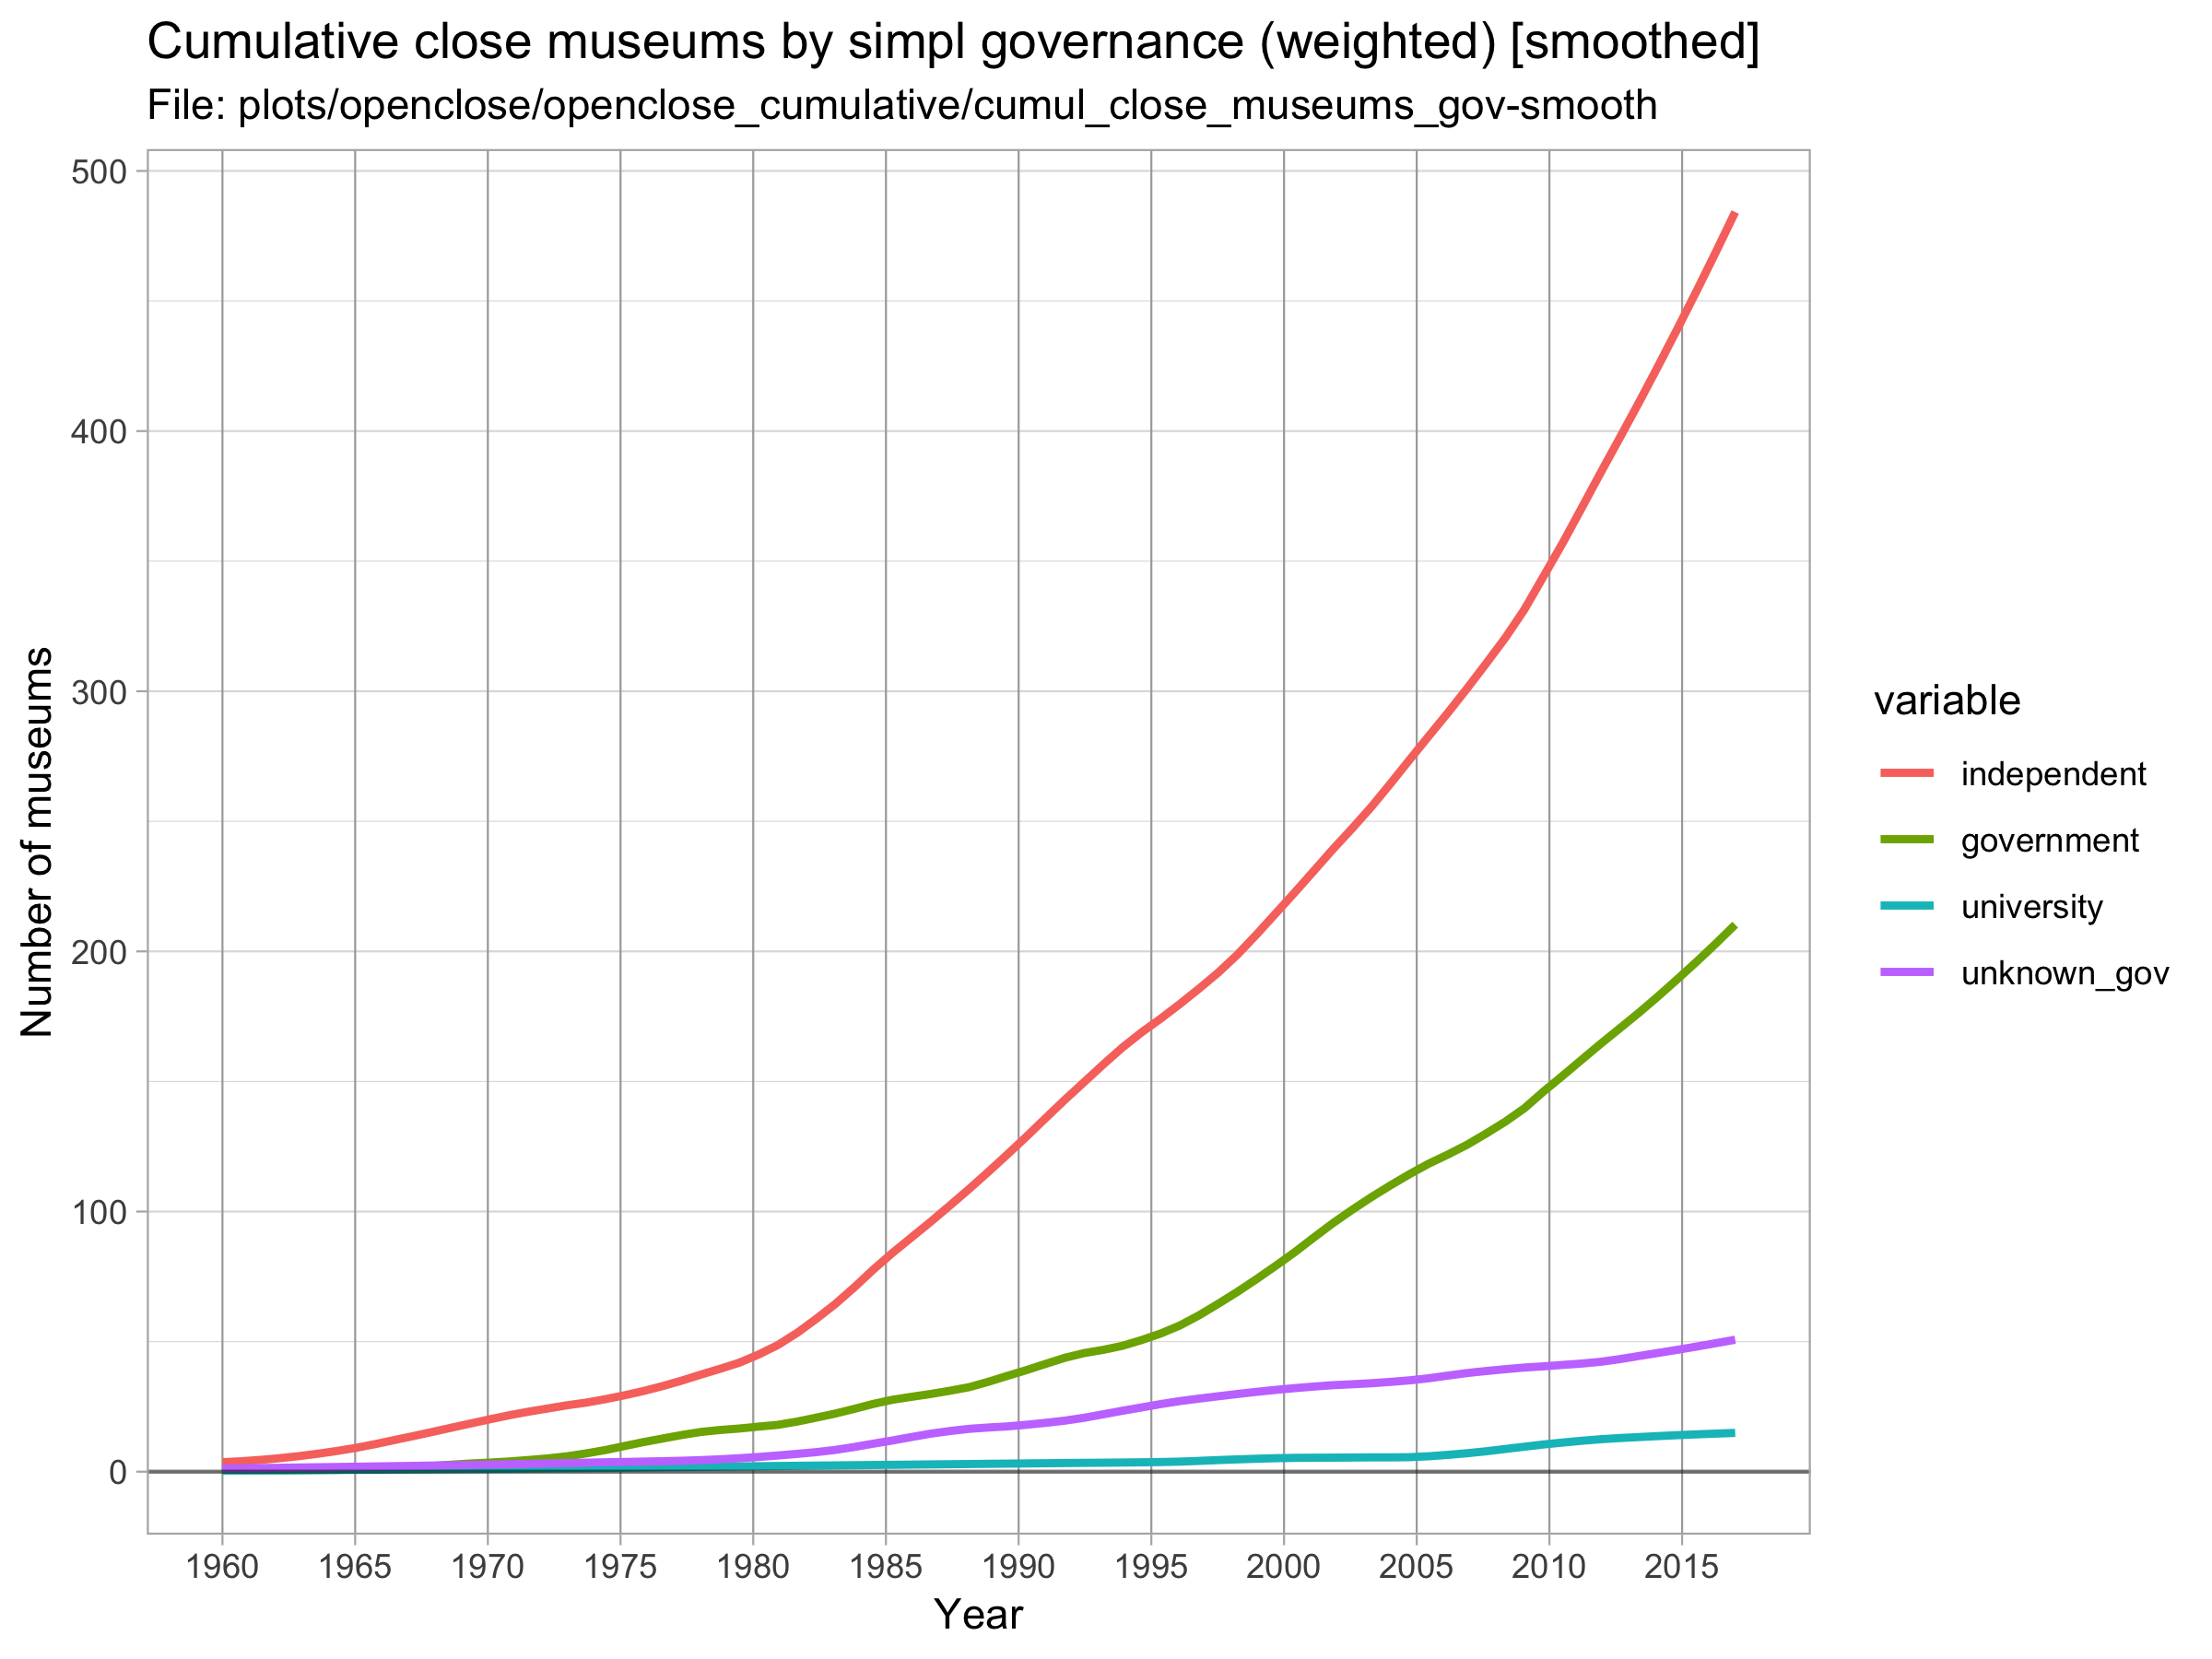 Cumulative close museums by simpl governance (weighted) [smoothed]
File: plots/openclose/openclose_cumulative/cumul_close_museums_gov-smooth
500
400
300
200
100
0
Number of museums
1960 1965 1970 1975 1980 1985 1990 1995 2000 2005 2010 2015
Year
variable
independent
government
university
unknown_gov